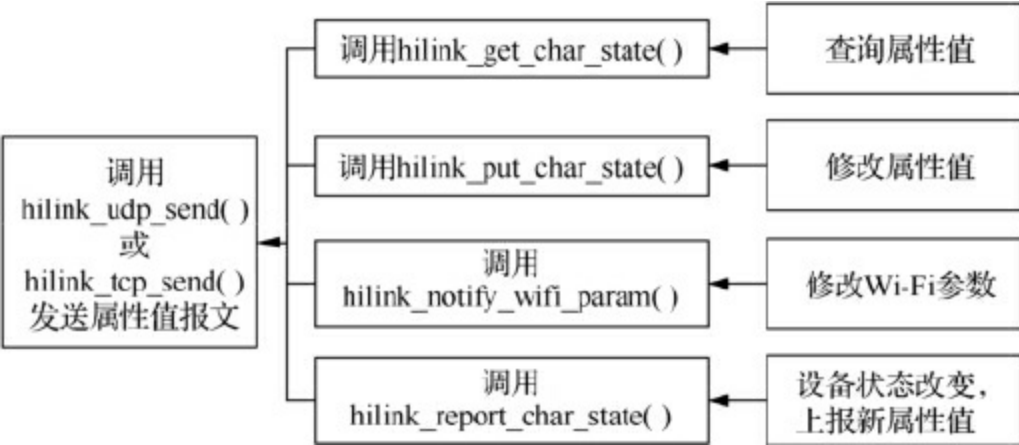 调用hilink_get_char_state( )
查询属性值
调用hilink_put_char_state( )
修改属性值
调用
hilink_udp_send( )
或
hilink_tcp_send( )
发送属性值报文
调用
hilink_notify_wifi_param( )
修改Wi-Fi参数
调用
hilink_report_char_state( )
设备状态改变,
上报新属性值